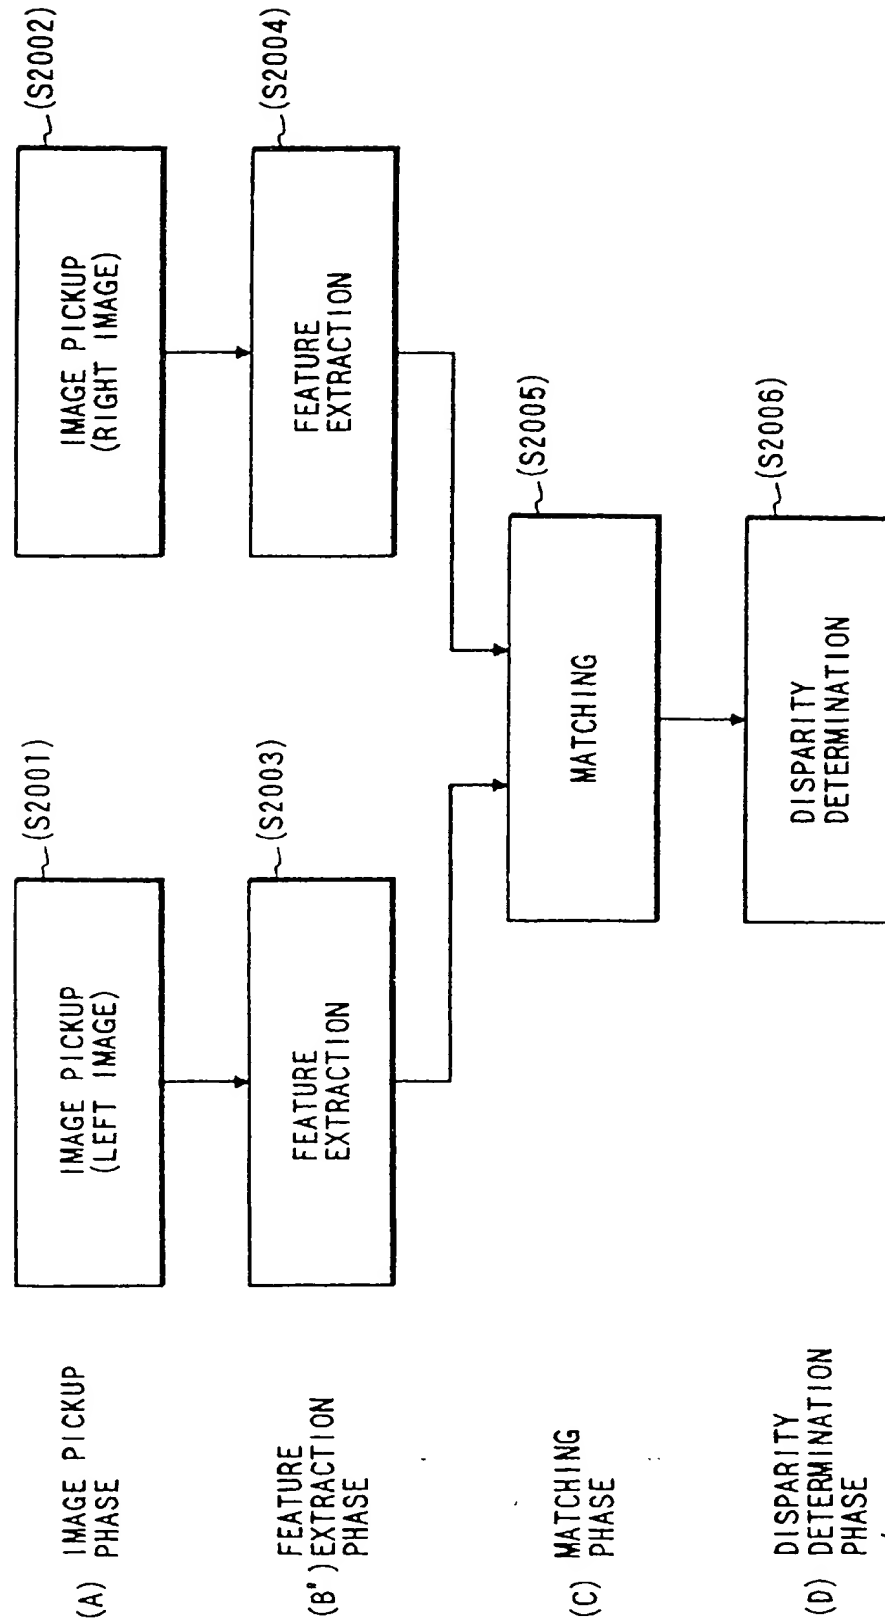 (A) IMAGE PICKUP
PHASE
IMAGE PICKUP
(LEFT IMAGE)
(S2001)
IMAGE PICKUP
(RIGHT IMAGE)
(S2002)
FEATURE
(B") EXTRACTION
PHASE
FEATURE
EXTRACTION
(S2003)
FEATURE
EXTRACTION
(S2004)
(C) MATCHING
PHASE
MATCHING
(S2005)
DISPARITY
(D) DETERMINATION
PHASE
DISPARITY
DETERMINATION
(S2006)